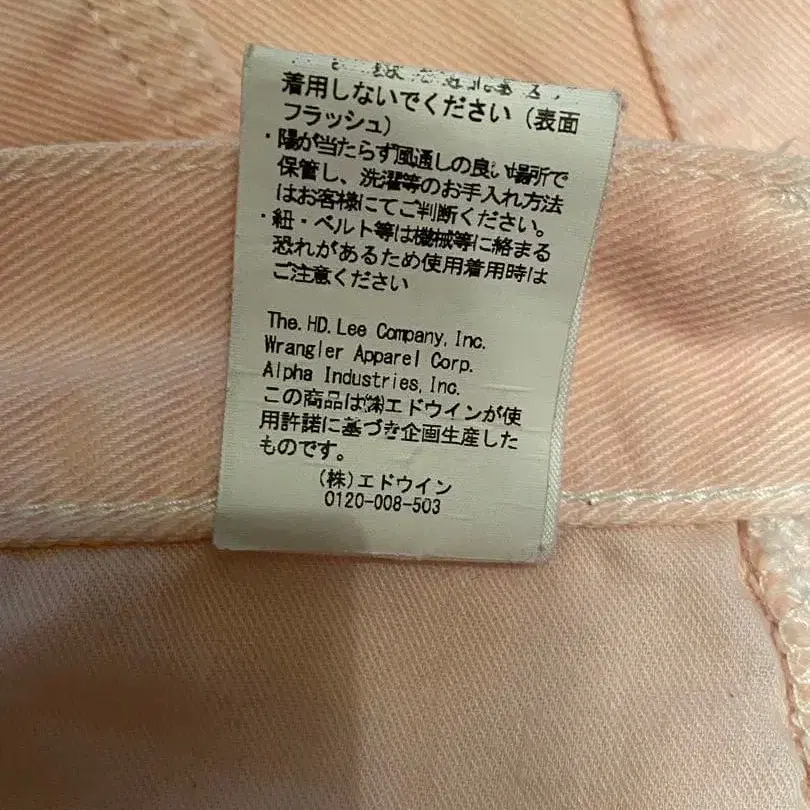 着用しないでください（表面
フラッシュ）
・陽が当たらず風通しの良い場所で
保管し、洗濯等のお手入れ方法
はお客様にてご判断ください。
・紐・ベルト等は機械等に絡まる
恐れがあるため使用着用時は
ご注意ください
The.HD.Lee Company,Inc.
Wrangler Apparel Corp.
Alpha Industries,Inc.
この商品は㈱エドウインが使
用許諾に基づき企画生産した
ものです。
（株）エドウイン
0120-008-503